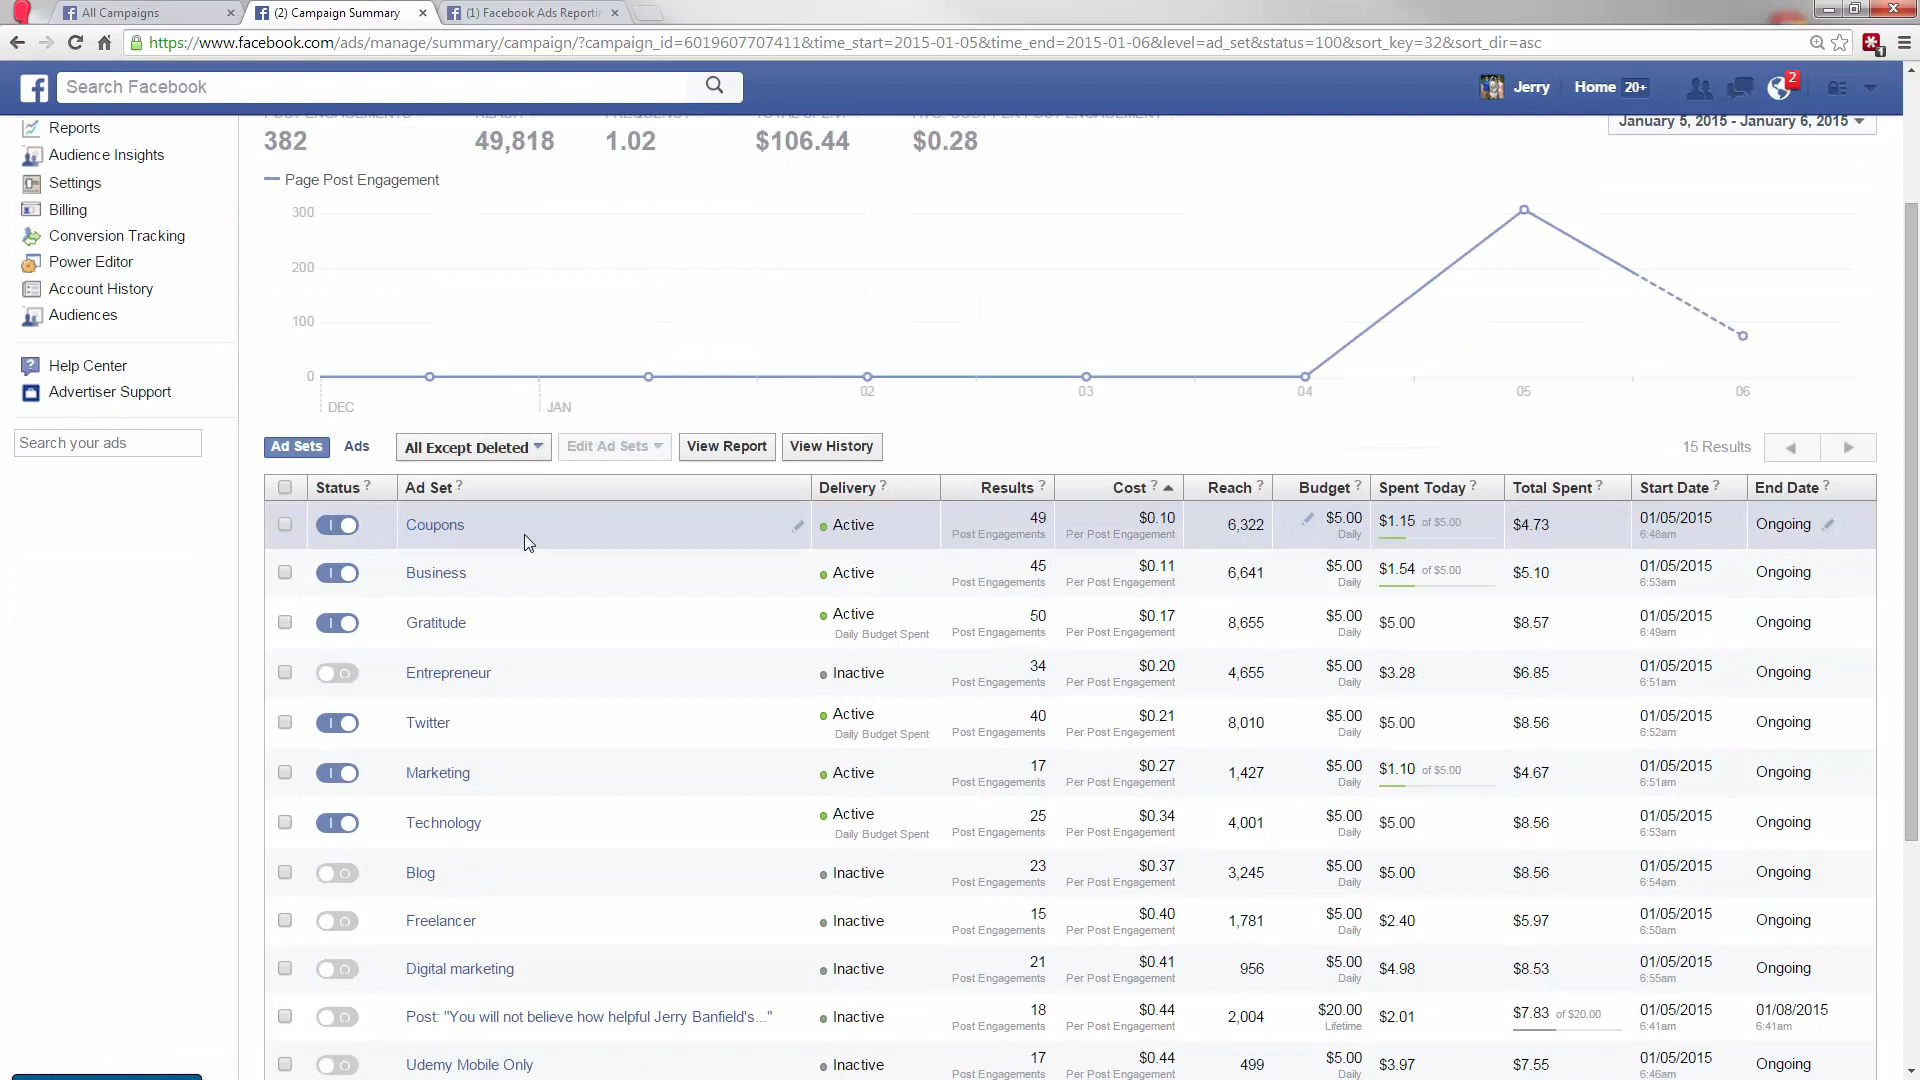 All Campaigns
(2) Campaign Summary
(1) Facebook Ads Reportin
https://www.facebook.com/ads/manage/summary/campaign/?campaign_id=6019607707411&time_start=2015-01-05&time_end=2015-01-06&level=ad_set&status=100&sort_key=32&sort_dir=asc
1
Search Facebook
Jerry
Home 20+
2
Reports
Audience Insights
Settings
Billing
Conversion Tracking
Power Editor
Account History
Audiences
Help Center
Advertiser Support
Search your ads
382 49,818 1.02 $106.44 $0.28
January 5, 2015 - January 6, 2015
Page Post Engagement
300
200
100
0
DEC JAN 02 03 04 05 06
Ad Sets Ads All Except Deleted Edit Ad Sets View Report View History 15 Results
Status ? Ad Set ? Delivery ? Results ? Cost ? Reach ? Budget ? Spent Today ? Total Spent ? Start Date ? End Date ?
Coupons Active 49 Post Engagements $0.10 Per Post Engagement 6,322 $5.00 Daily $1.15 of $5.00 $4.73 01/05/2015 6:48am Ongoing
Business Active 45 Post Engagements $0.11 Per Post Engagement 6,641 $5.00 Daily $1.54 of $5.00 $5.10 01/05/2015 6:53am Ongoing
Gratitude Active Daily Budget Spent 50 Post Engagements $0.17 Per Post Engagement 8,655 $5.00 Daily $5.00 $8.57 01/05/2015 6:49am Ongoing
Entrepreneur Inactive 34 Post Engagements $0.20 Per Post Engagement 4,655 $5.00 Daily $3.28 $6.85 01/05/2015 6:51am Ongoing
Twitter Active Daily Budget Spent 40 Post Engagements $0.21 Per Post Engagement 8,010 $5.00 Daily $5.00 $8.56 01/05/2015 6:52am Ongoing
Marketing Active 17 Post Engagements $0.27 Per Post Engagement 1,427 $5.00 Daily $1.10 of $5.00 $4.67 01/05/2015 6:51am Ongoing
Technology Active Daily Budget Spent 25 Post Engagements $0.34 Per Post Engagement 4,001 $5.00 Daily $5.00 $8.56 01/05/2015 6:53am Ongoing
Blog Inactive 23 Post Engagements $0.37 Per Post Engagement 3,245 $5.00 Daily $5.00 $8.56 01/05/2015 6:54am Ongoing
Freelancer Inactive 15 Post Engagements $0.40 Per Post Engagement 1,781 $5.00 Daily $2.40 $5.97 01/05/2015 6:50am Ongoing
Digital marketing Inactive 21 Post Engagements $0.41 Per Post Engagement 956 $5.00 Daily $4.98 $8.53 01/05/2015 6:55am Ongoing
Post: "You will not believe how helpful Jerry Banfield's..." Inactive 18 Post Engagements $0.44 Per Post Engagement 2,004 $20.00 Lifetime $2.01 $7.83 of $20.00 01/05/2015 6:41am 01/08/2015 6:41am
Udemy Mobile Only Inactive 17 Post Engagements $0.44 Per Post Engagement 499 $5.00 Daily $3.97 $7.55 01/05/2015 6:46am Ongoing